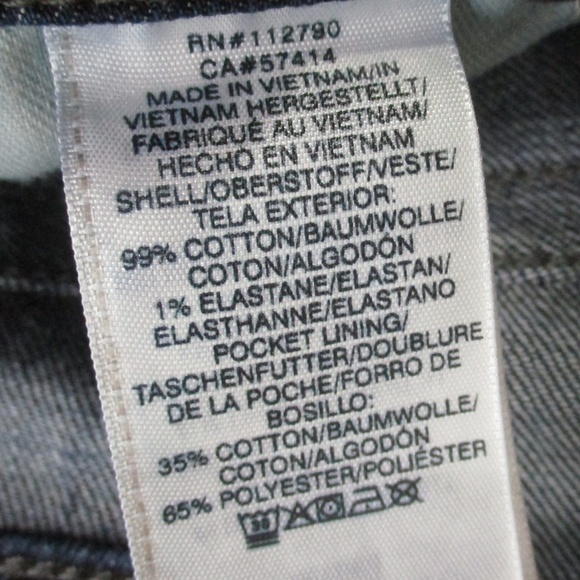 RN#112790
CA#57414
MADE IN VIETNAM/IN
VIETNAM HERGESTELLT/
FABRIQUÉ AU VIETNAM/
HECHO EN VIETNAM
SHELL/OBERSTOFF/VESTE/
TELA EXTERIOR:
99% COTTON/BAUMWOLLE/
COTON/ALGODÓN
1% ELASTANE/ELASTAN/
ELASTHANNE/ELASTANO
POCKET LINING/
TASCHENFUTTER/DOUBLURE
DE LA POCHE/FORRO DE
BOSILLO:
35% COTTON/BAUMWOLLE/
COTON/ALGODÓN
65% POLYESTER/POLIÉSTER
30